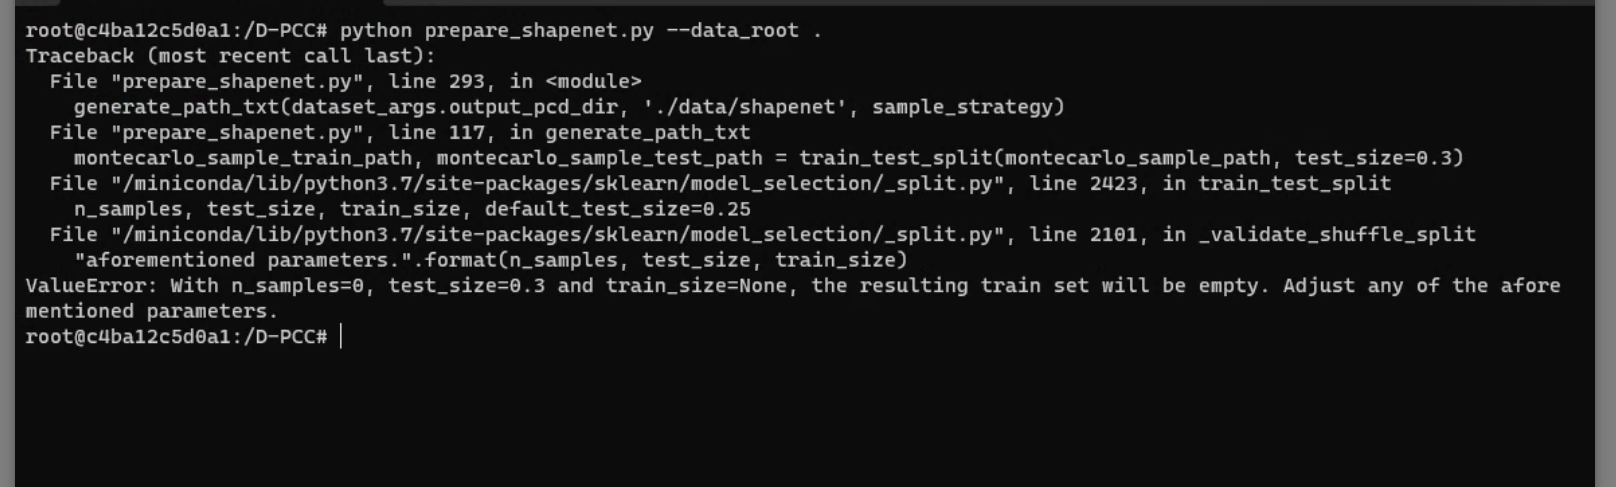 root@c4ba12c5d0a1:/D-PCC# python prepare_shapenet.py --data_root .
Traceback (most recent call last):
  File "prepare_shapenet.py", line 293, in <module>
    generate_path_txt(dataset_args.output_pcd_dir, './data/shapenet', sample_strategy)
  File "prepare_shapenet.py", line 117, in generate_path_txt
    montecarlo_sample_train_path, montecarlo_sample_test_path = train_test_split(montecarlo_sample_path, test_size=0.3)
  File "/miniconda/lib/python3.7/site-packages/sklearn/model_selection/_split.py", line 2423, in train_test_split
    n_samples, test_size, train_size, default_test_size=0.25
  File "/miniconda/lib/python3.7/site-packages/sklearn/model_selection/_split.py", line 2101, in _validate_shuffle_split
    "aforementioned parameters.".format(n_samples, test_size, train_size)
ValueError: With n_samples=0, test_size=0.3 and train_size=None, the resulting train set will be empty. Adjust any of the afore
mentioned parameters.
root@c4ba12c5d0a1:/D-PCC#